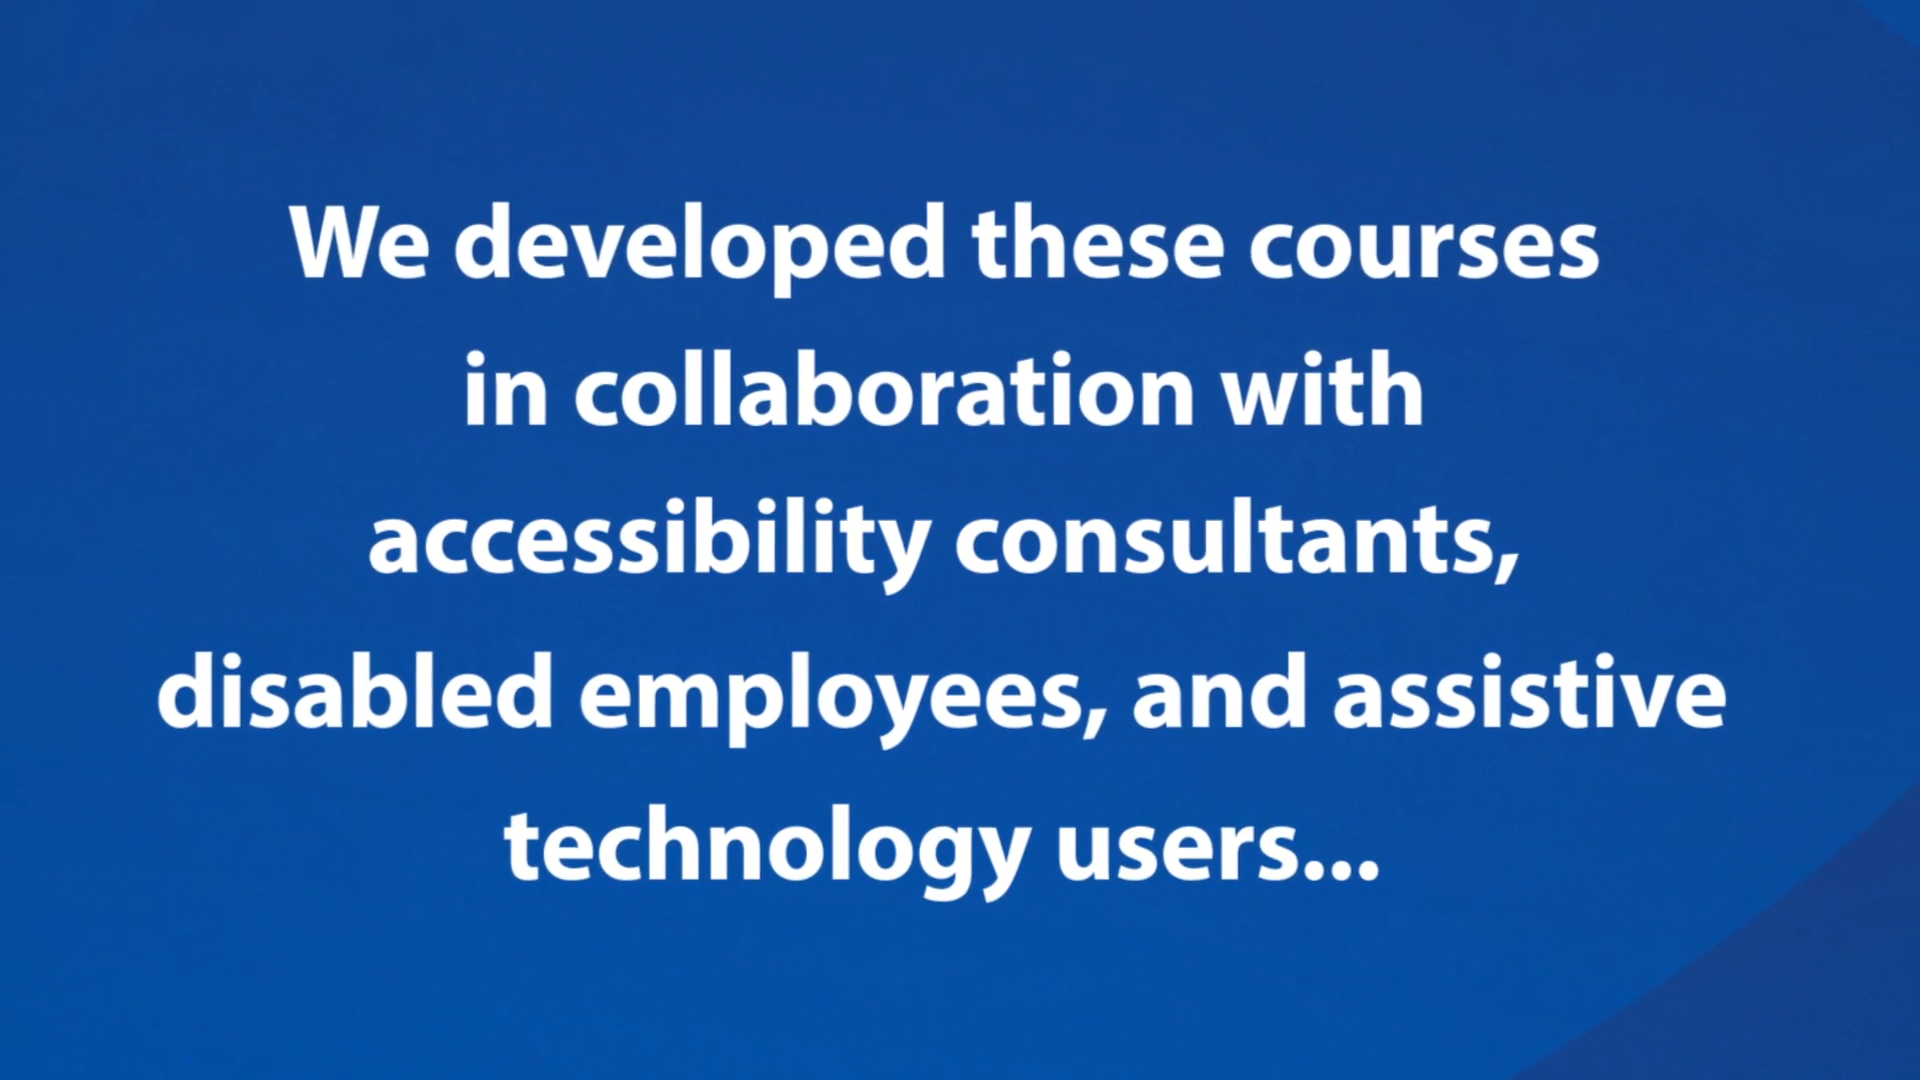 We developed these courses
in collaboration with
accessibility consultants,
disabled employees, and assistive
technology users...